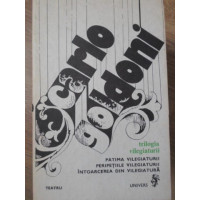 carlo
goldoni
trilogia
vilegiaturii
PATIMA VILEGIATURII
PERIPEȚIILE VILEGIATURII
ÎNTOARCEREA DIN VILEGIATURĂ
TEATRU
UNIVERS